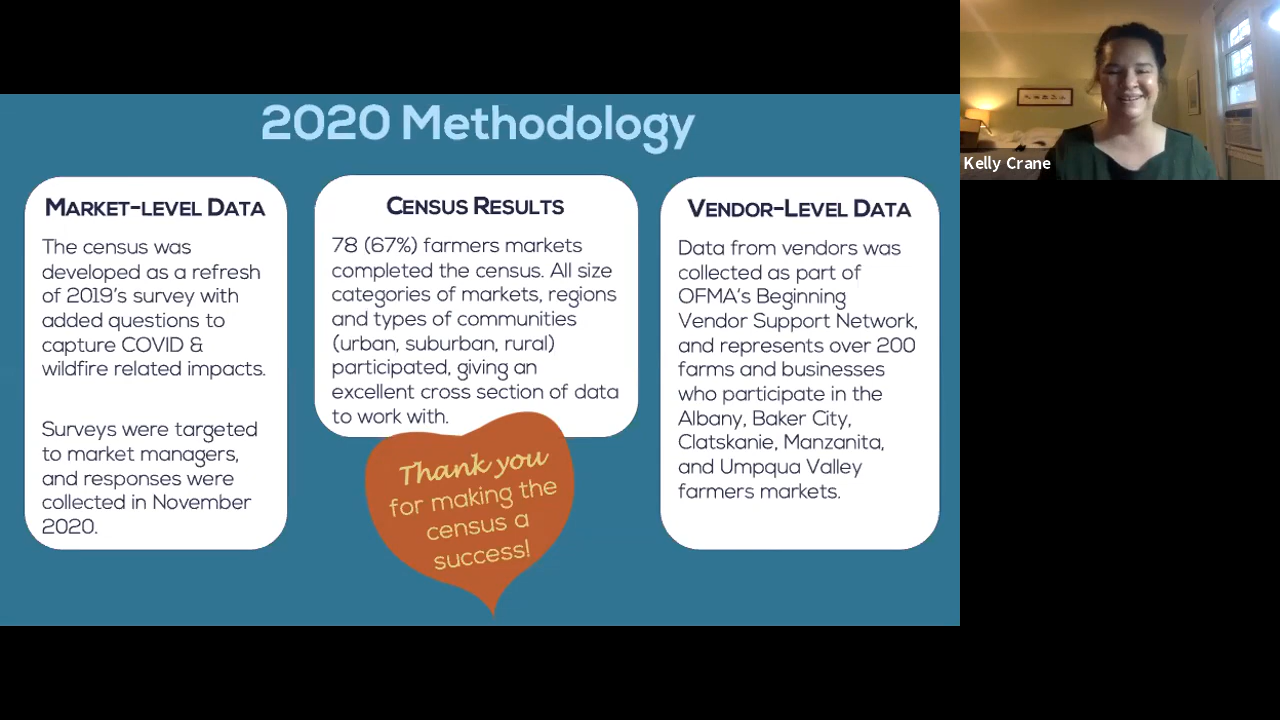 2020 Methodology
MARKET-LEVEL DATA
The census was
developed as a refresh
of 2019's survey with
added questions to
capture COVID &
wildfire related impacts.
Surveys were targeted
to market managers,
and responses were
collected in November
2020.
CENSUS RESULTS
78 (67%) farmers markets
completed the census. All size
categories of markets, regions
and types of communities
(urban, suburban, rural)
participated, giving an
excellent cross section of data
to work with.
Thank you
for making the
census a
success!
VENDOR-LEVEL DATA
Data from vendors was
collected as part of
OFMA's Beginning
Vendor Support Network,
and represents over 200
farms and businesses
who participate in the
Albany, Baker City,
Clatskanie, Manzanita,
and Umpqua Valley
farmers markets.
Kelly Crane